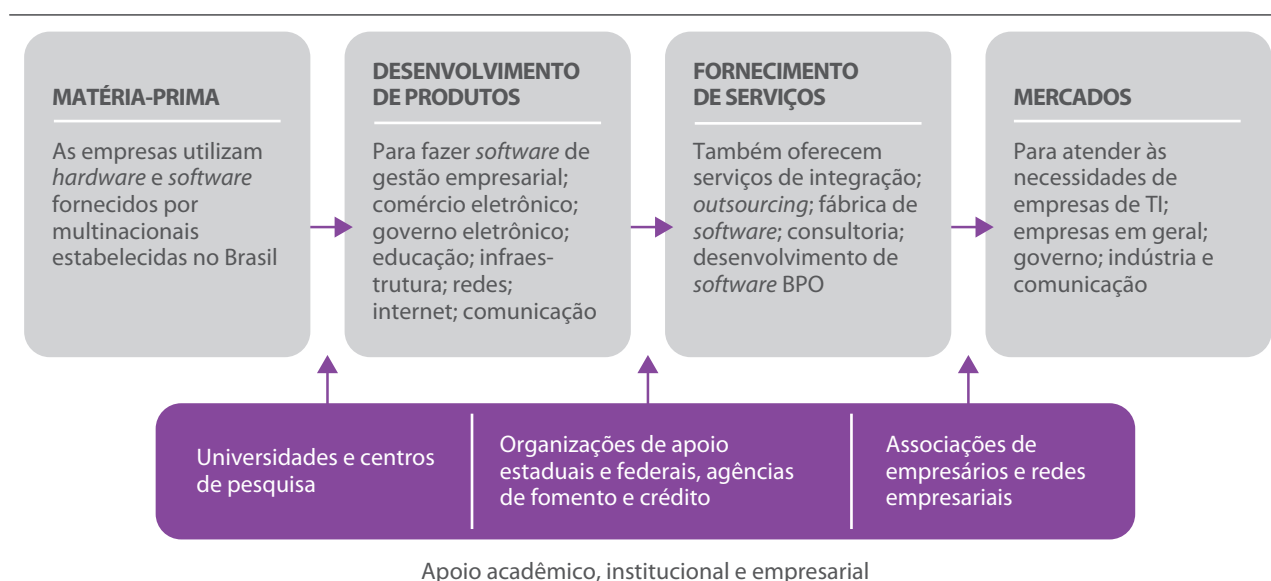 MATÉRIA-PRIMA
As empresas utilizam
hardware e software
fornecidos por
multinacionais
estabelecidas no Brasil
DESENVOLVIMENTO
DE PRODUTOS
Para fazer software de
gestão empresarial;
comércio eletrônico;
governo eletrônico;
educação; infraes-
trutura; redes;
internet; comunicação
FORNECIMENTO
DE SERVIÇOS
Também oferecem
serviços de integração;
outsourcing; fábrica de
software; consultoria;
desenvolvimento de
software BPO
MERCADOS
Para atender às
necessidades de
empresas de TI;
empresas em geral;
governo; indústria e
comunicação
Universidades e centros
de pesquisa
Organizações de apoio
estaduais e federais, agências
de fomento e crédito
Associações de
empresários e redes
empresariais
Apoio acadêmico, institucional e empresarial